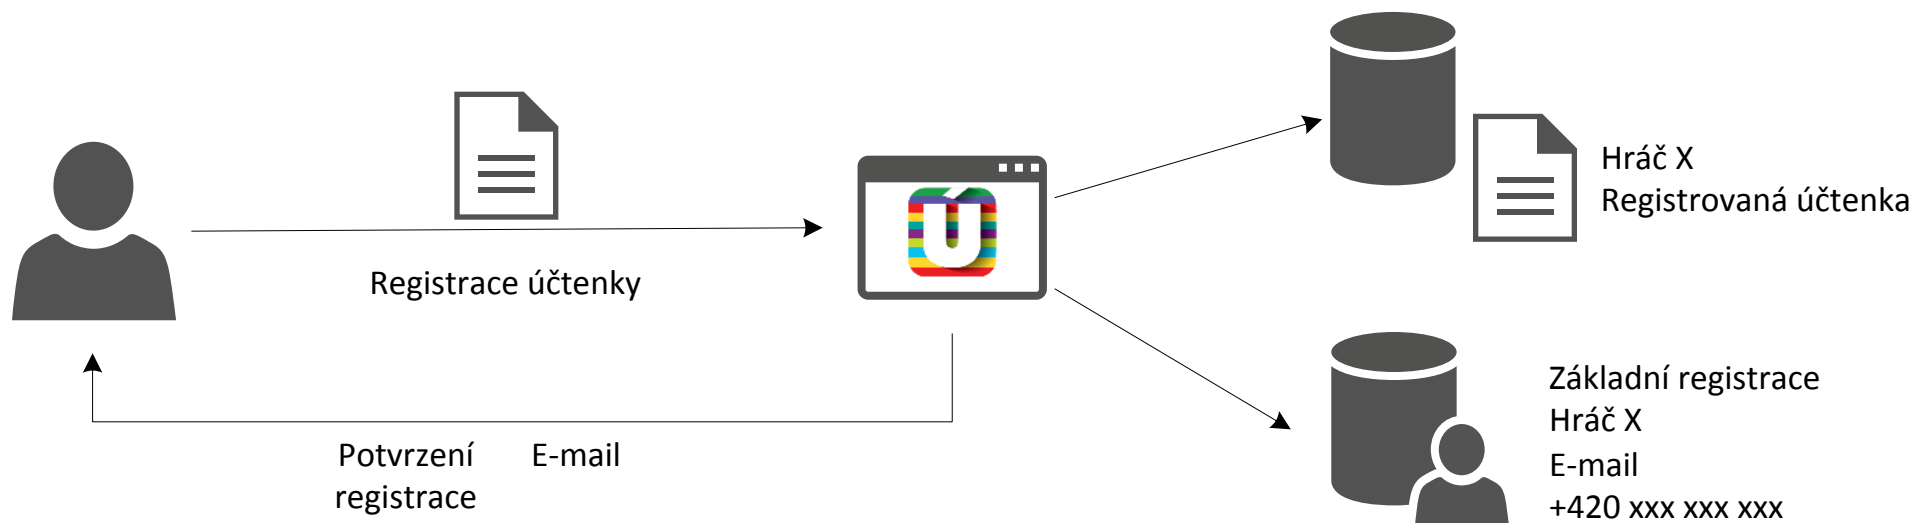 Hráč X
Registrovaná účtenka
Ú
Registrace účtenky
Základní registrace
Hráč X
E-mail
+420 xxx xxx xxx
Potvrzení E-mail
registrace